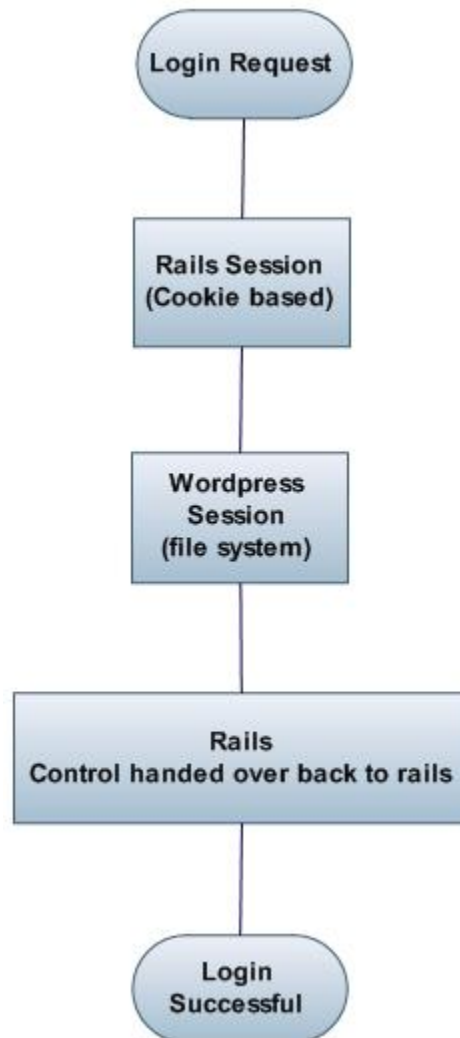 Login Request
Rails Session
(Cookie based)
Wordpress
Session
(file system)
Rails
Control handed over back to rails
Login
Successful